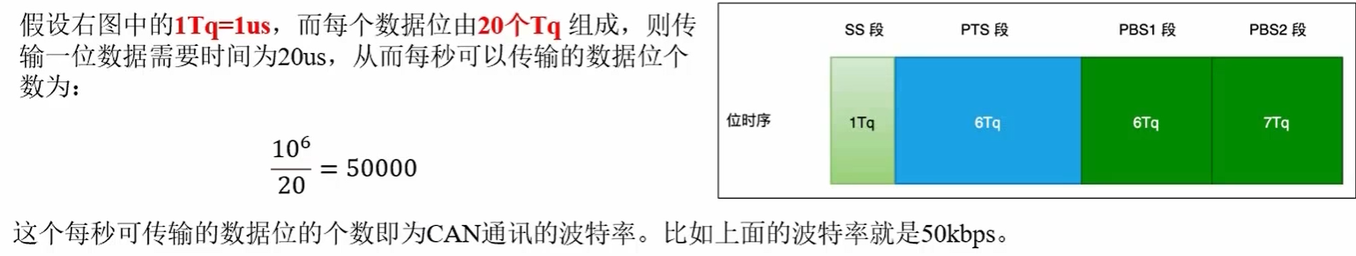 假设右图中的1Tq=1us，而每个数据位由20个Tq 组成，则传
输一位数据需要时间为20us，从而每秒可以传输的数据位个
数为：
10⁶
20
= 50000
SS 段 PTS 段 PBS1 段 PBS2 段
位时序 1Tq 6Tq 6Tq 7Tq
这个每秒可传输的数据位的个数即为CAN通讯的波特率。比如上面的波特率就是50kbps。